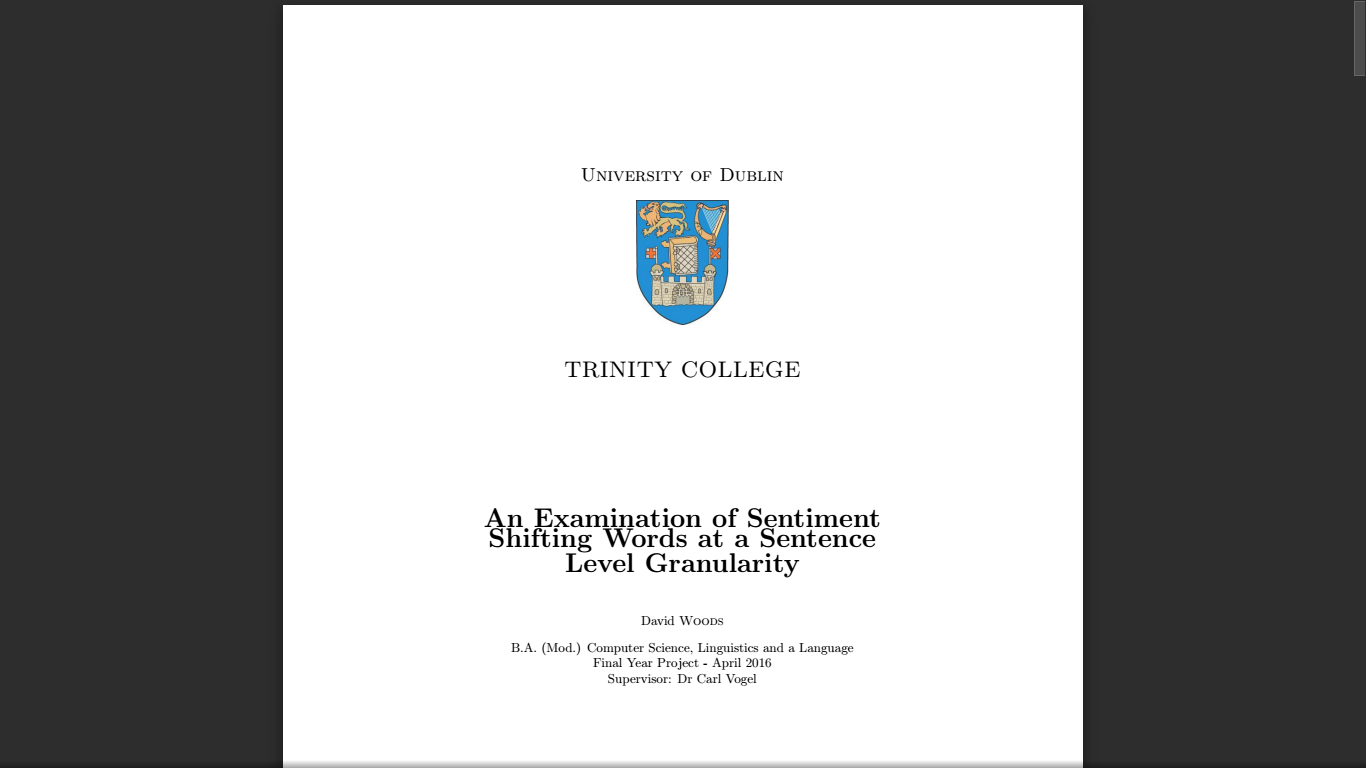 University of Dublin
TRINITY COLLEGE
An Examination of Sentiment
Shifting Words at a Sentence
Level Granularity
David Woods
B.A. (Mod.) Computer Science, Linguistics and a Language
Final Year Project - April 2016
Supervisor: Dr Carl Vogel